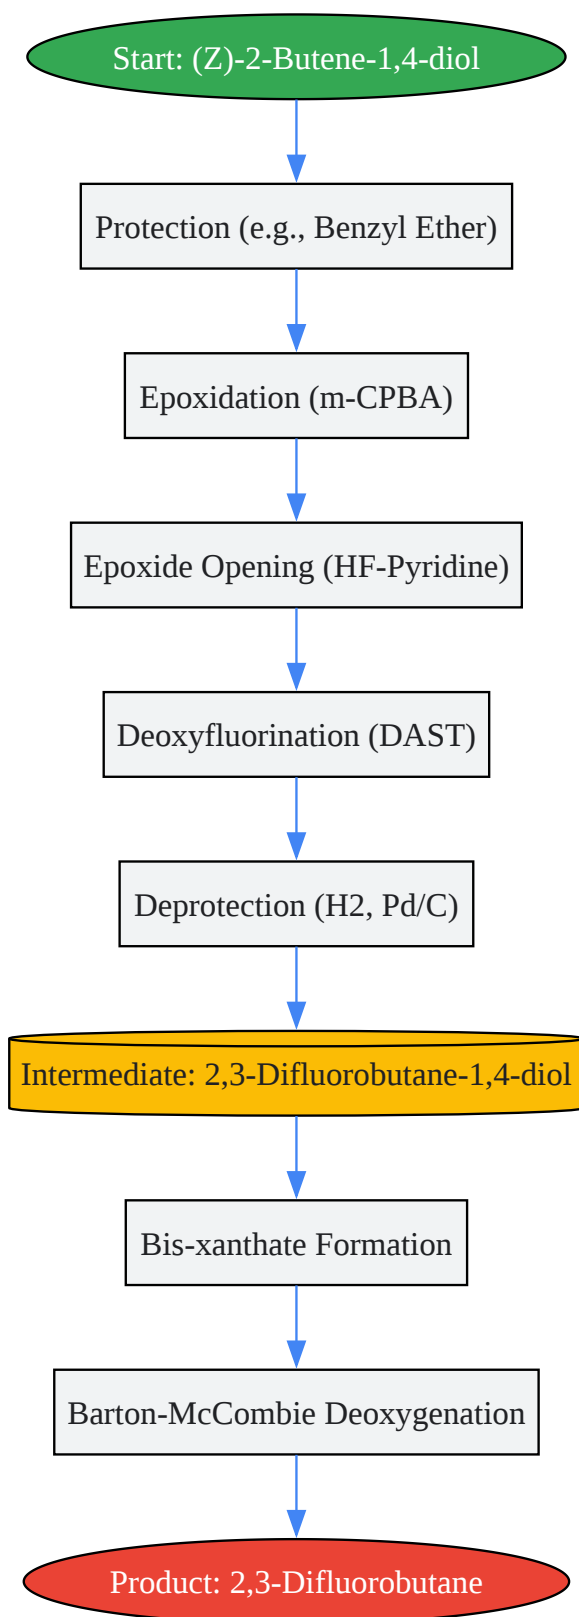 Start: (Z)-2-Butene-1,4-diol
Protection (e.g., Benzyl Ether)
Epoxidation (m-CPBA)
Epoxide Opening (HF-Pyridine)
Deoxyfluorination (DAST)
Deprotection (H2, Pd/C)
Intermediate: 2,3-Difluorobutane-1,4-diol
Bis-xanthate Formation
Barton-McCombie Deoxygenation
Product: 2,3-Difluorobutane